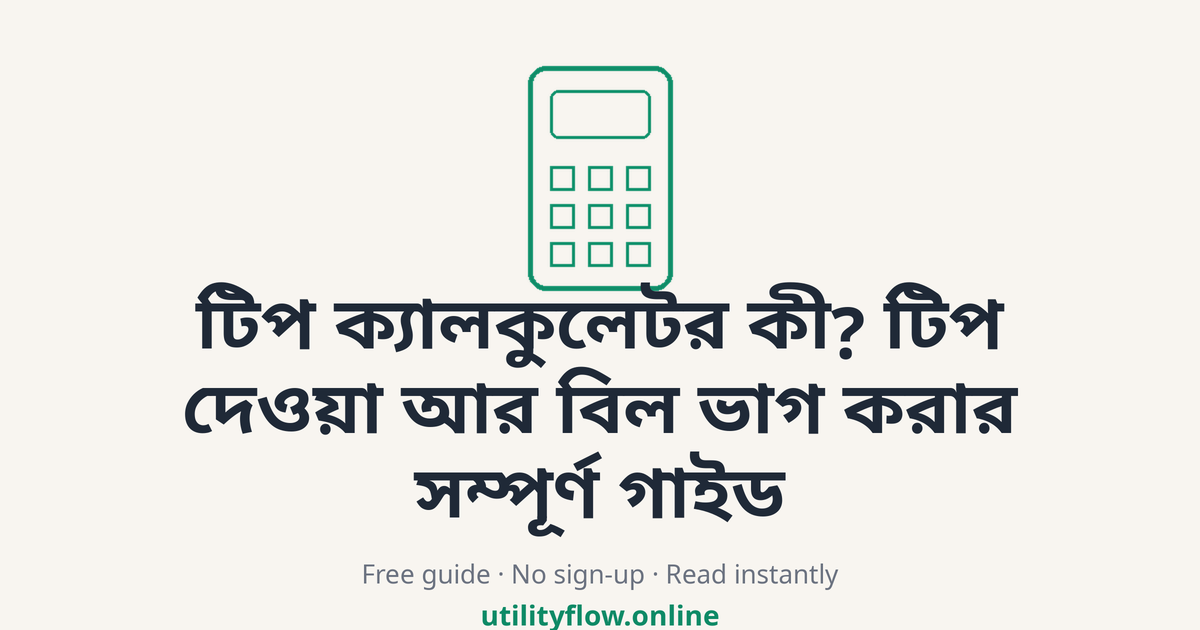 টিপ ক্যালকুলেটর কী? টিপ
দেওয়া আর বিল ভাগ করার
সম্পূর্ণ গাইড
Free guide · No sign-up · Read instantly
utilityflow.online